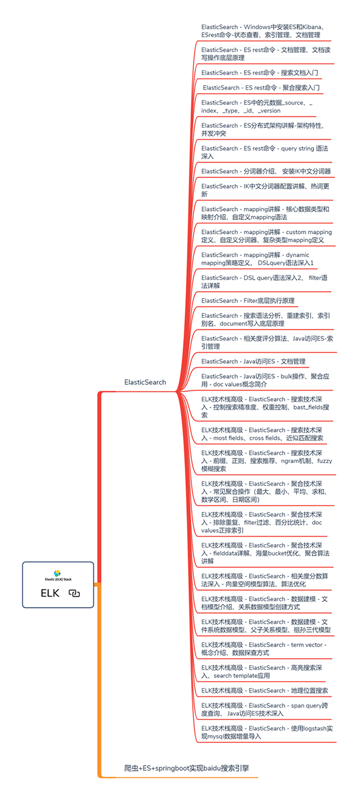 ElasticSearch - Windows中安装ES和Kibana、
ESrest命令-状态查看、索引管理、文档管理
ElasticSearch - ES rest命令 - 文档管理、文档读
写操作底层原理
ElasticSearch - ES rest命令 - 搜索文档入门
ElasticSearch - ES rest命令 - 聚合搜索入门
ElasticSearch - ES中的元数据_source、_
index、_type、_id、_version
ElasticSearch - ES分布式架构讲解-架构特性、
并发冲突
ElasticSearch - ES rest命令 - query string 语法
深入
ElasticSearch - 分词器介绍、 安装IK中文分词器
ElasticSearch - IK中文分词器配置讲解、热词更
新
ElasticSearch - mapping讲解 - 核心数据类型和
映射介绍、自定义mapping语法
ElasticSearch - mapping讲解 - custom mapping
定义、自定义分词器、复杂类型mapping定义
ElasticSearch - mapping讲解 - dynamic
mapping策略定义、 DSLquery语法深入1
ElasticSearch - DSL query语法深入2、 filter语
法详解
ElasticSearch - Filter底层执行原理
ElasticSearch - 搜索语法分析、重建索引、索引
别名、document写入底层原理
ElasticSearch - 相关度评分算法、Java访问ES-索
引管理
ElasticSearch - Java访问ES - 文档管理
ElasticSearch - Java访问ES - bulk操作、聚合应
用 - doc values概念简介
ElasticSearch
ELK技术栈高级 - ElasticSearch - 搜索技术深
入 - 控制搜索精准度、权重控制、bast_fields搜
索
ELK技术栈高级 - ElasticSearch - 搜索技术深
入 - most fields、cross fields、近似匹配搜索
ELK技术栈高级 - ElasticSearch - 搜索技术深
入 - 前缀、正则、搜索推荐、ngram机制、fuzzy
模糊搜索
ELK技术栈高级 - ElasticSearch - 聚合技术深
入 - 常见聚合操作（最大、最小、平均、求和、
数学区间、日期区间）
ELK技术栈高级 - ElasticSearch - 聚合技术深
入 - 排除重复、filter过滤、百分比统计、doc
values正排索引
ELK技术栈高级 - ElasticSearch - 聚合技术深
入 - fielddata详解、海量bucket优化、聚合算法
讲解
ELK技术栈高级 - ElasticSearch - 相关度分数算
法深入 - 向量空间模型算法、算法优化
Elastic (ELK) Stack
ELK
ELK技术栈高级 - ElasticSearch - 数据建模 - 文
档模型介绍、关系数据模型创建方式
ELK技术栈高级 - ElasticSearch - 数据建模 - 文
件系统数据模型、父子关系模型、祖孙三代模型
ELK技术栈高级 - ElasticSearch - term vector -
概念介绍、数据探查方式
ELK技术栈高级 - ElasticSearch - 高亮搜索深
入、search template应用
ELK技术栈高级 - ElasticSearch - 地理位置搜索
ELK技术栈高级 - ElasticSearch - span query跨
度查询、 Java访问ES技术深入
ELK技术栈高级 - ElasticSearch - 使用logstash实
现mysql数据增量导入
爬虫+ES+springboot实现baidu搜索引擎